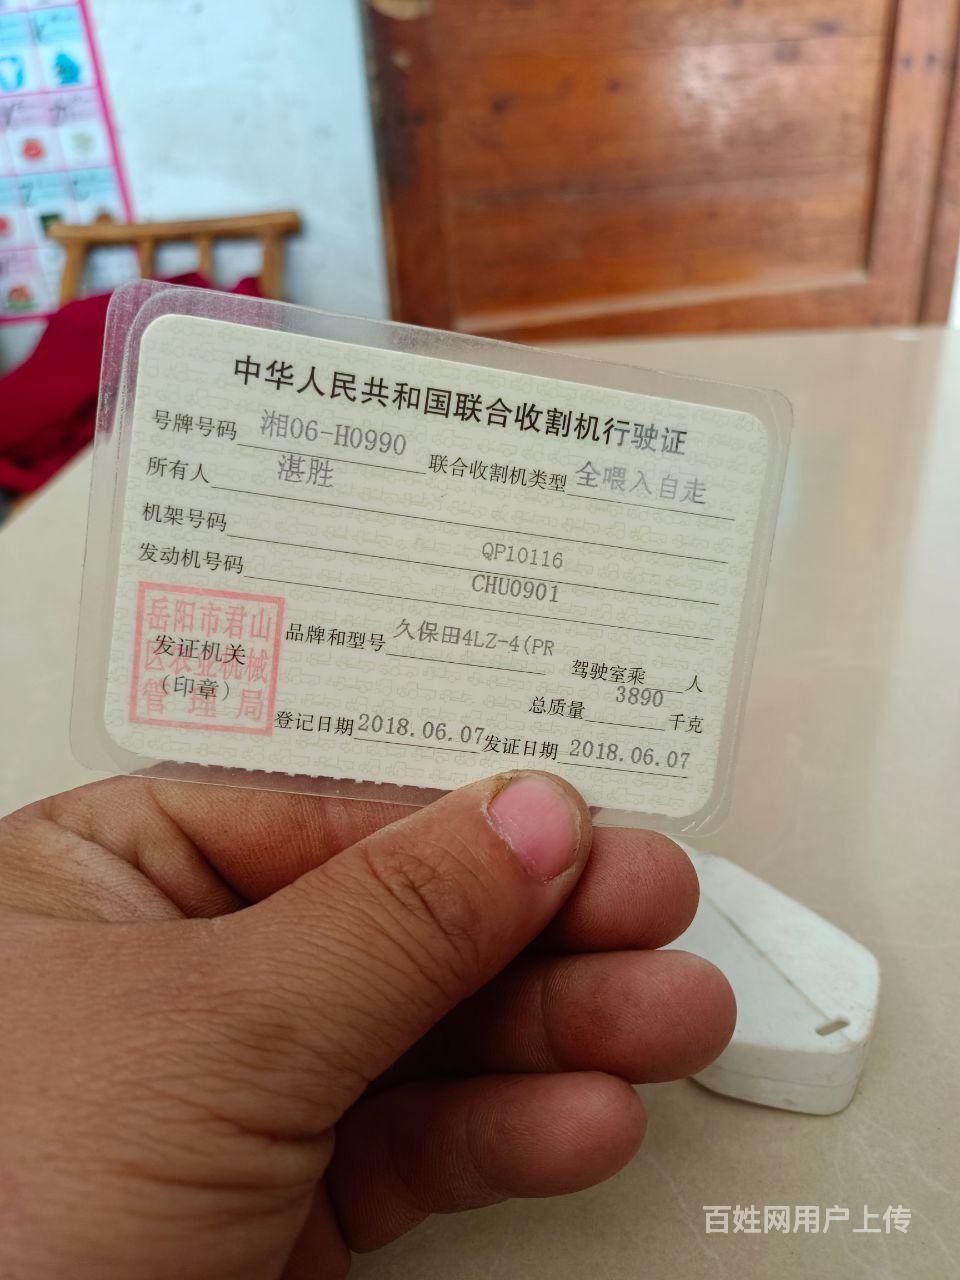 中华人民共和国联合收割机行驶证
号牌号码 湘06-H0990 联合收割机类型 全喂入自走
所有人 湛胜
机架号码 QP10116
发动机号码 CHU0901
品牌和型号 久保田4LZ-4(PR 驾驶室乘 人
总质量 3890 千克
登记日期 2018.06.07 发证日期 2018.06.07
发证机关
(印章)
岳阳市君山
区农业机械
管理局
百姓网用户上传